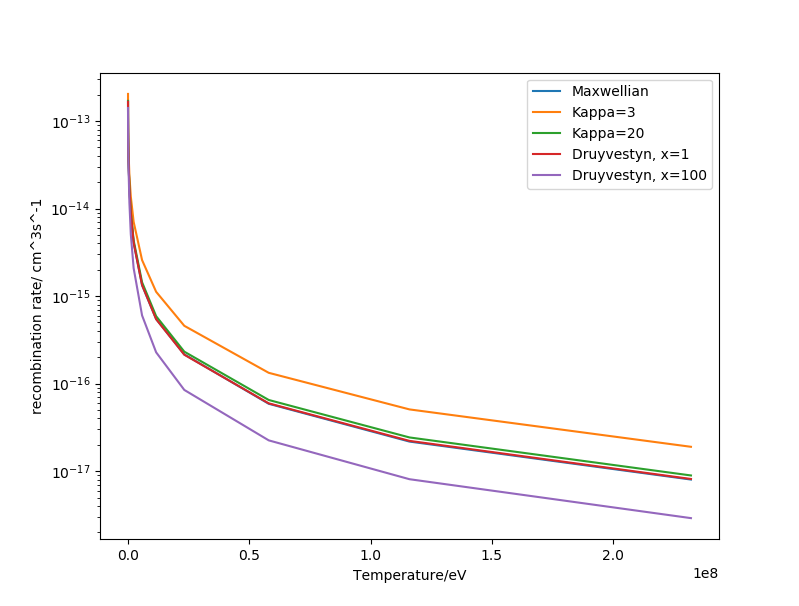 Maxwellian
Kappa=3
Kappa=20
Druyvestyn, x=1
Druyvestyn, x=100
10^-13
10^-14
10^-15
10^-16
10^-17
recombination rate/ cm^3s^-1
0.0 0.5 1.0 1.5 2.0
1e8
Temperature/eV